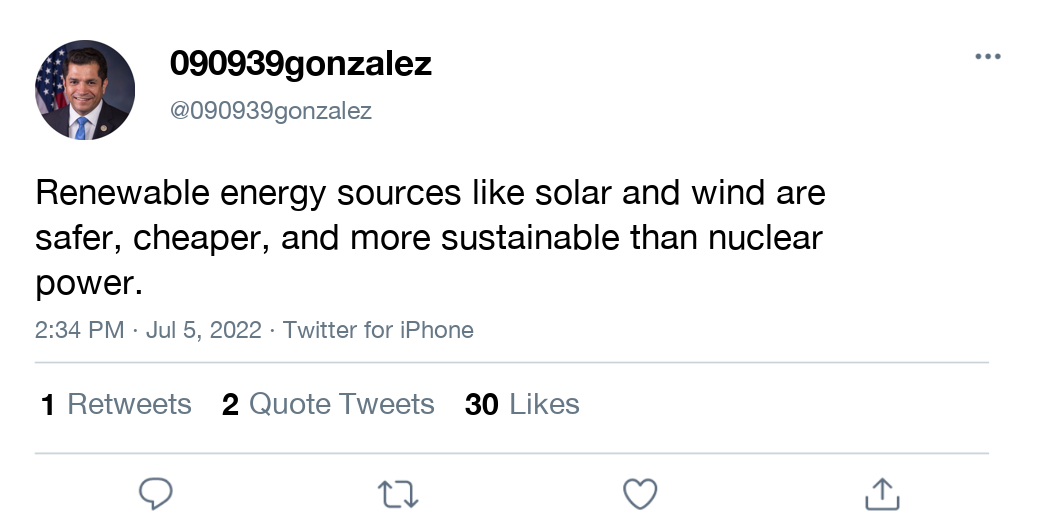 090939gonzalez
@090939gonzalez
Renewable energy sources like solar and wind are
safer, cheaper, and more sustainable than nuclear
power.
2:34 PM · Jul 5, 2022 · Twitter for iPhone
1 Retweets 2 Quote Tweets 30 Likes